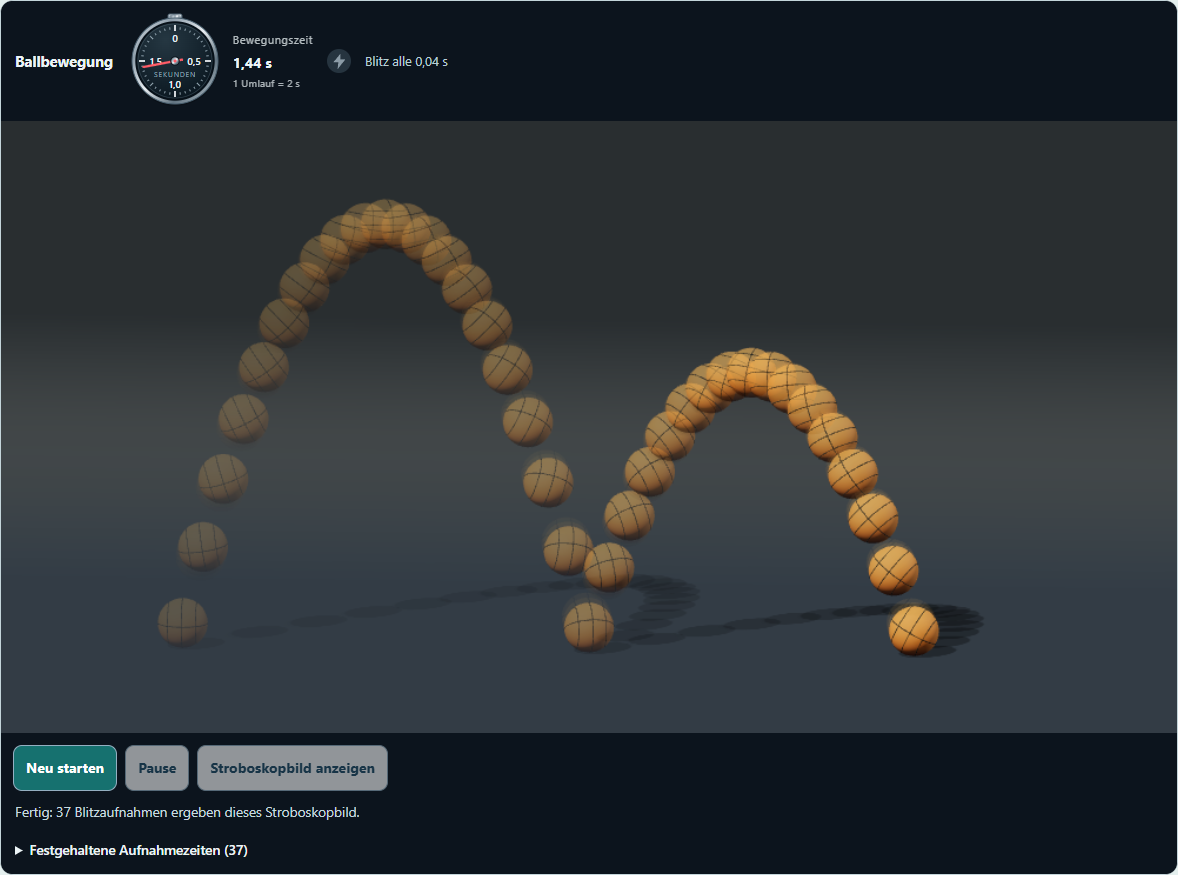 Ballbewegung
0
0,5
1,0
1,5
SEKUNDEN
Bewegungszeit
1,44 s
1 Umlauf = 2 s
Blitz alle 0,04 s
Neu starten
Pause
Stroboskopbild anzeigen
Fertig: 37 Blitzaufnahmen ergeben dieses Stroboskopbild.
Festgehaltene Aufnahmezeiten (37)